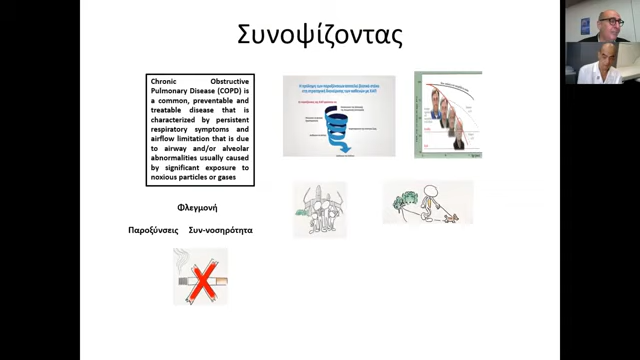 Συνοψίζοντας
Chronic Obstructive
Pulmonary Disease (COPD) is
a common, preventable and
treatable disease that is
characterized by persistent
respiratory symptoms and
airflow limitation that is due
to airway and/or alveolar
abnormalities usually caused
by significant exposure to
noxious particles or gases
Φλεγμονή
Παροξύνσεις Συν-νοσηρότητα